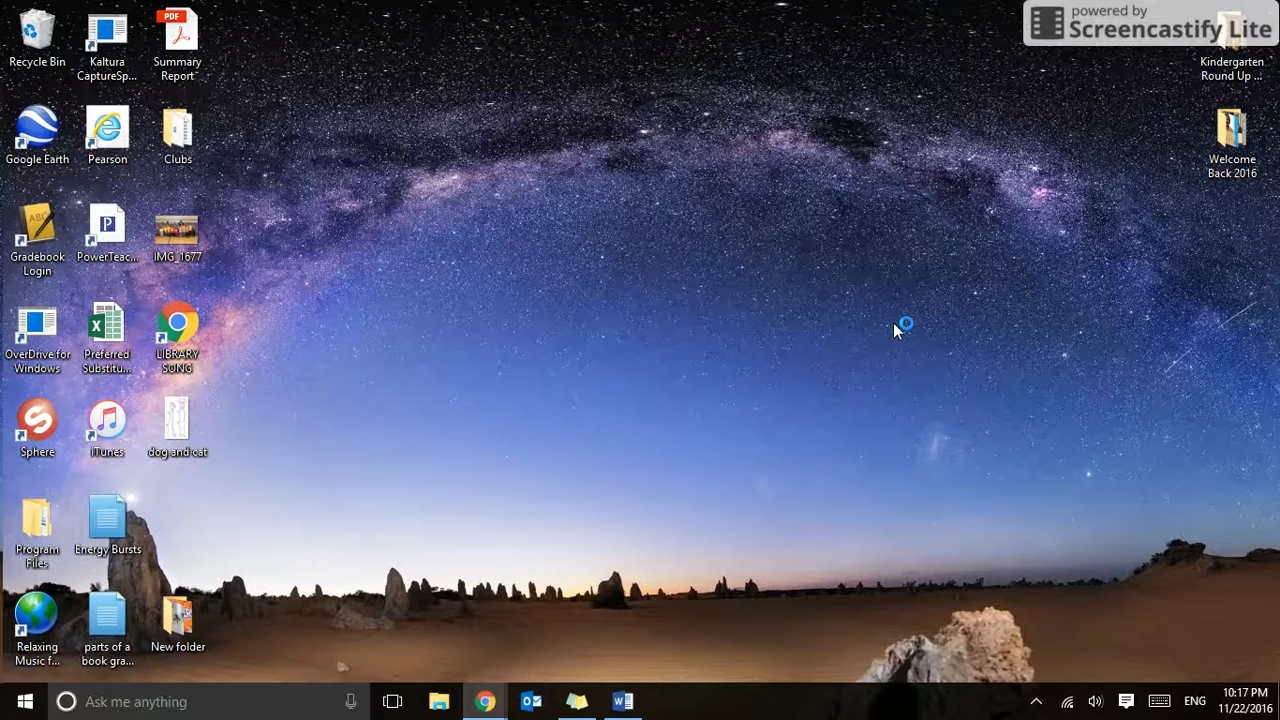 powered by
Screencastify Lite
Recycle Bin
Kaltura
CaptureSp...
PDF
Summary
Report
Kindergarten
Round Up ...
Google Earth
Pearson
Clubs
Welcome
Back 2016
ABC
Gradebook
Login
P
PowerTeac...
IMG_1677
OverDrive for
Windows
Preferred
Substitu...
LIBRARY
SONG
Sphere
iTunes
dog and cat
Program
Files
Energy Bursts
Relaxing
Music f...
parts of a
book gra...
New folder
Ask me anything
ENG
10:17 PM
11/22/2016